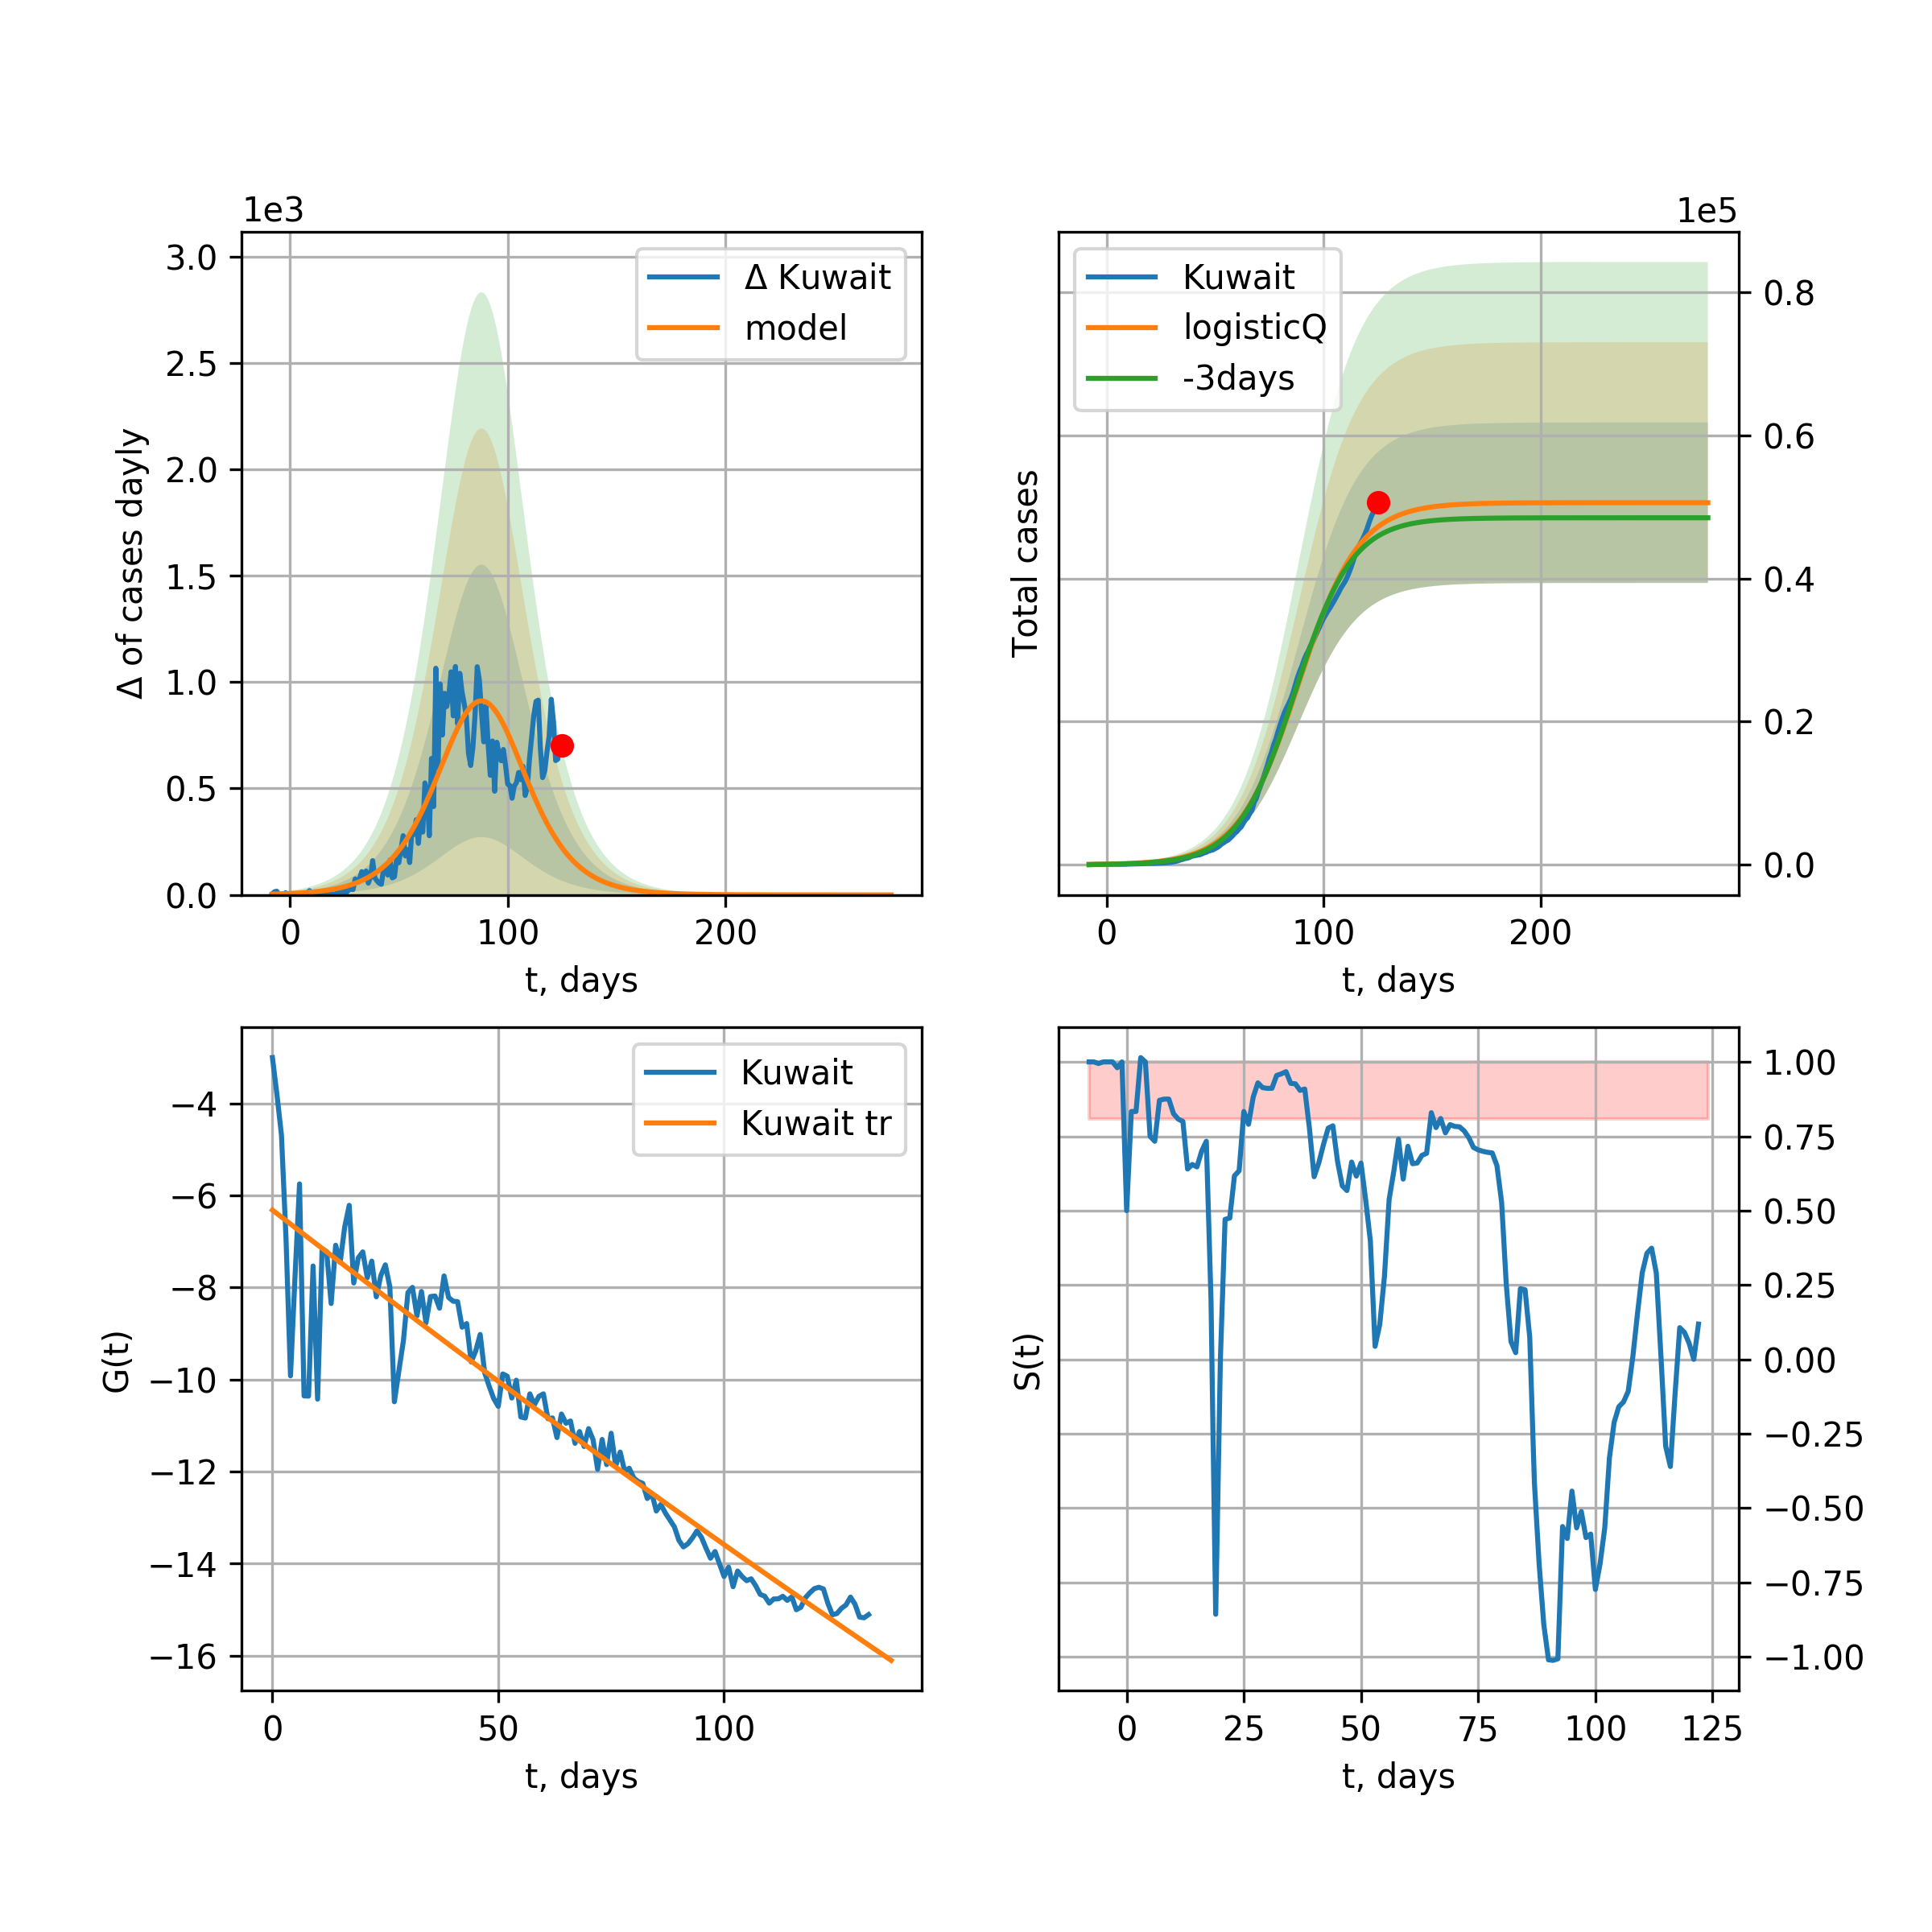 1e3
3.0
2.5
2.0
1.5
1.0
0.5
0.0
Δ of cases dayly
Δ Kuwait
model
0 100 200
t, days
1e5
Kuwait
logisticQ
-3days
Total cases
0.8
0.6
0.4
0.2
0.0
0 100 200
t, days
−4
−6
−8
−10
−12
−14
−16
G(t)
Kuwait
Kuwait tr
0 50 100
t, days
S(t)
1.00
0.75
0.50
0.25
0.00
−0.25
−0.50
−0.75
−1.00
0 25 50 75 100 125
t, days